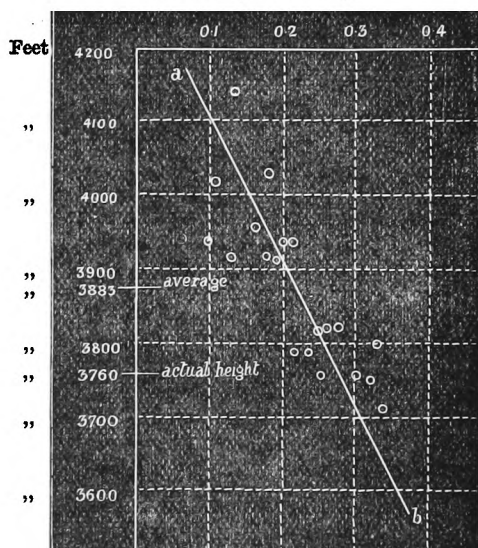 0.1 0.2 0.3 0.4
Feet 4200
a
„ 4100
„ 4000
„ 3900
„ 3885 average
„ 3800
„ 3760 actual height
„ 3700
„ 3600
b